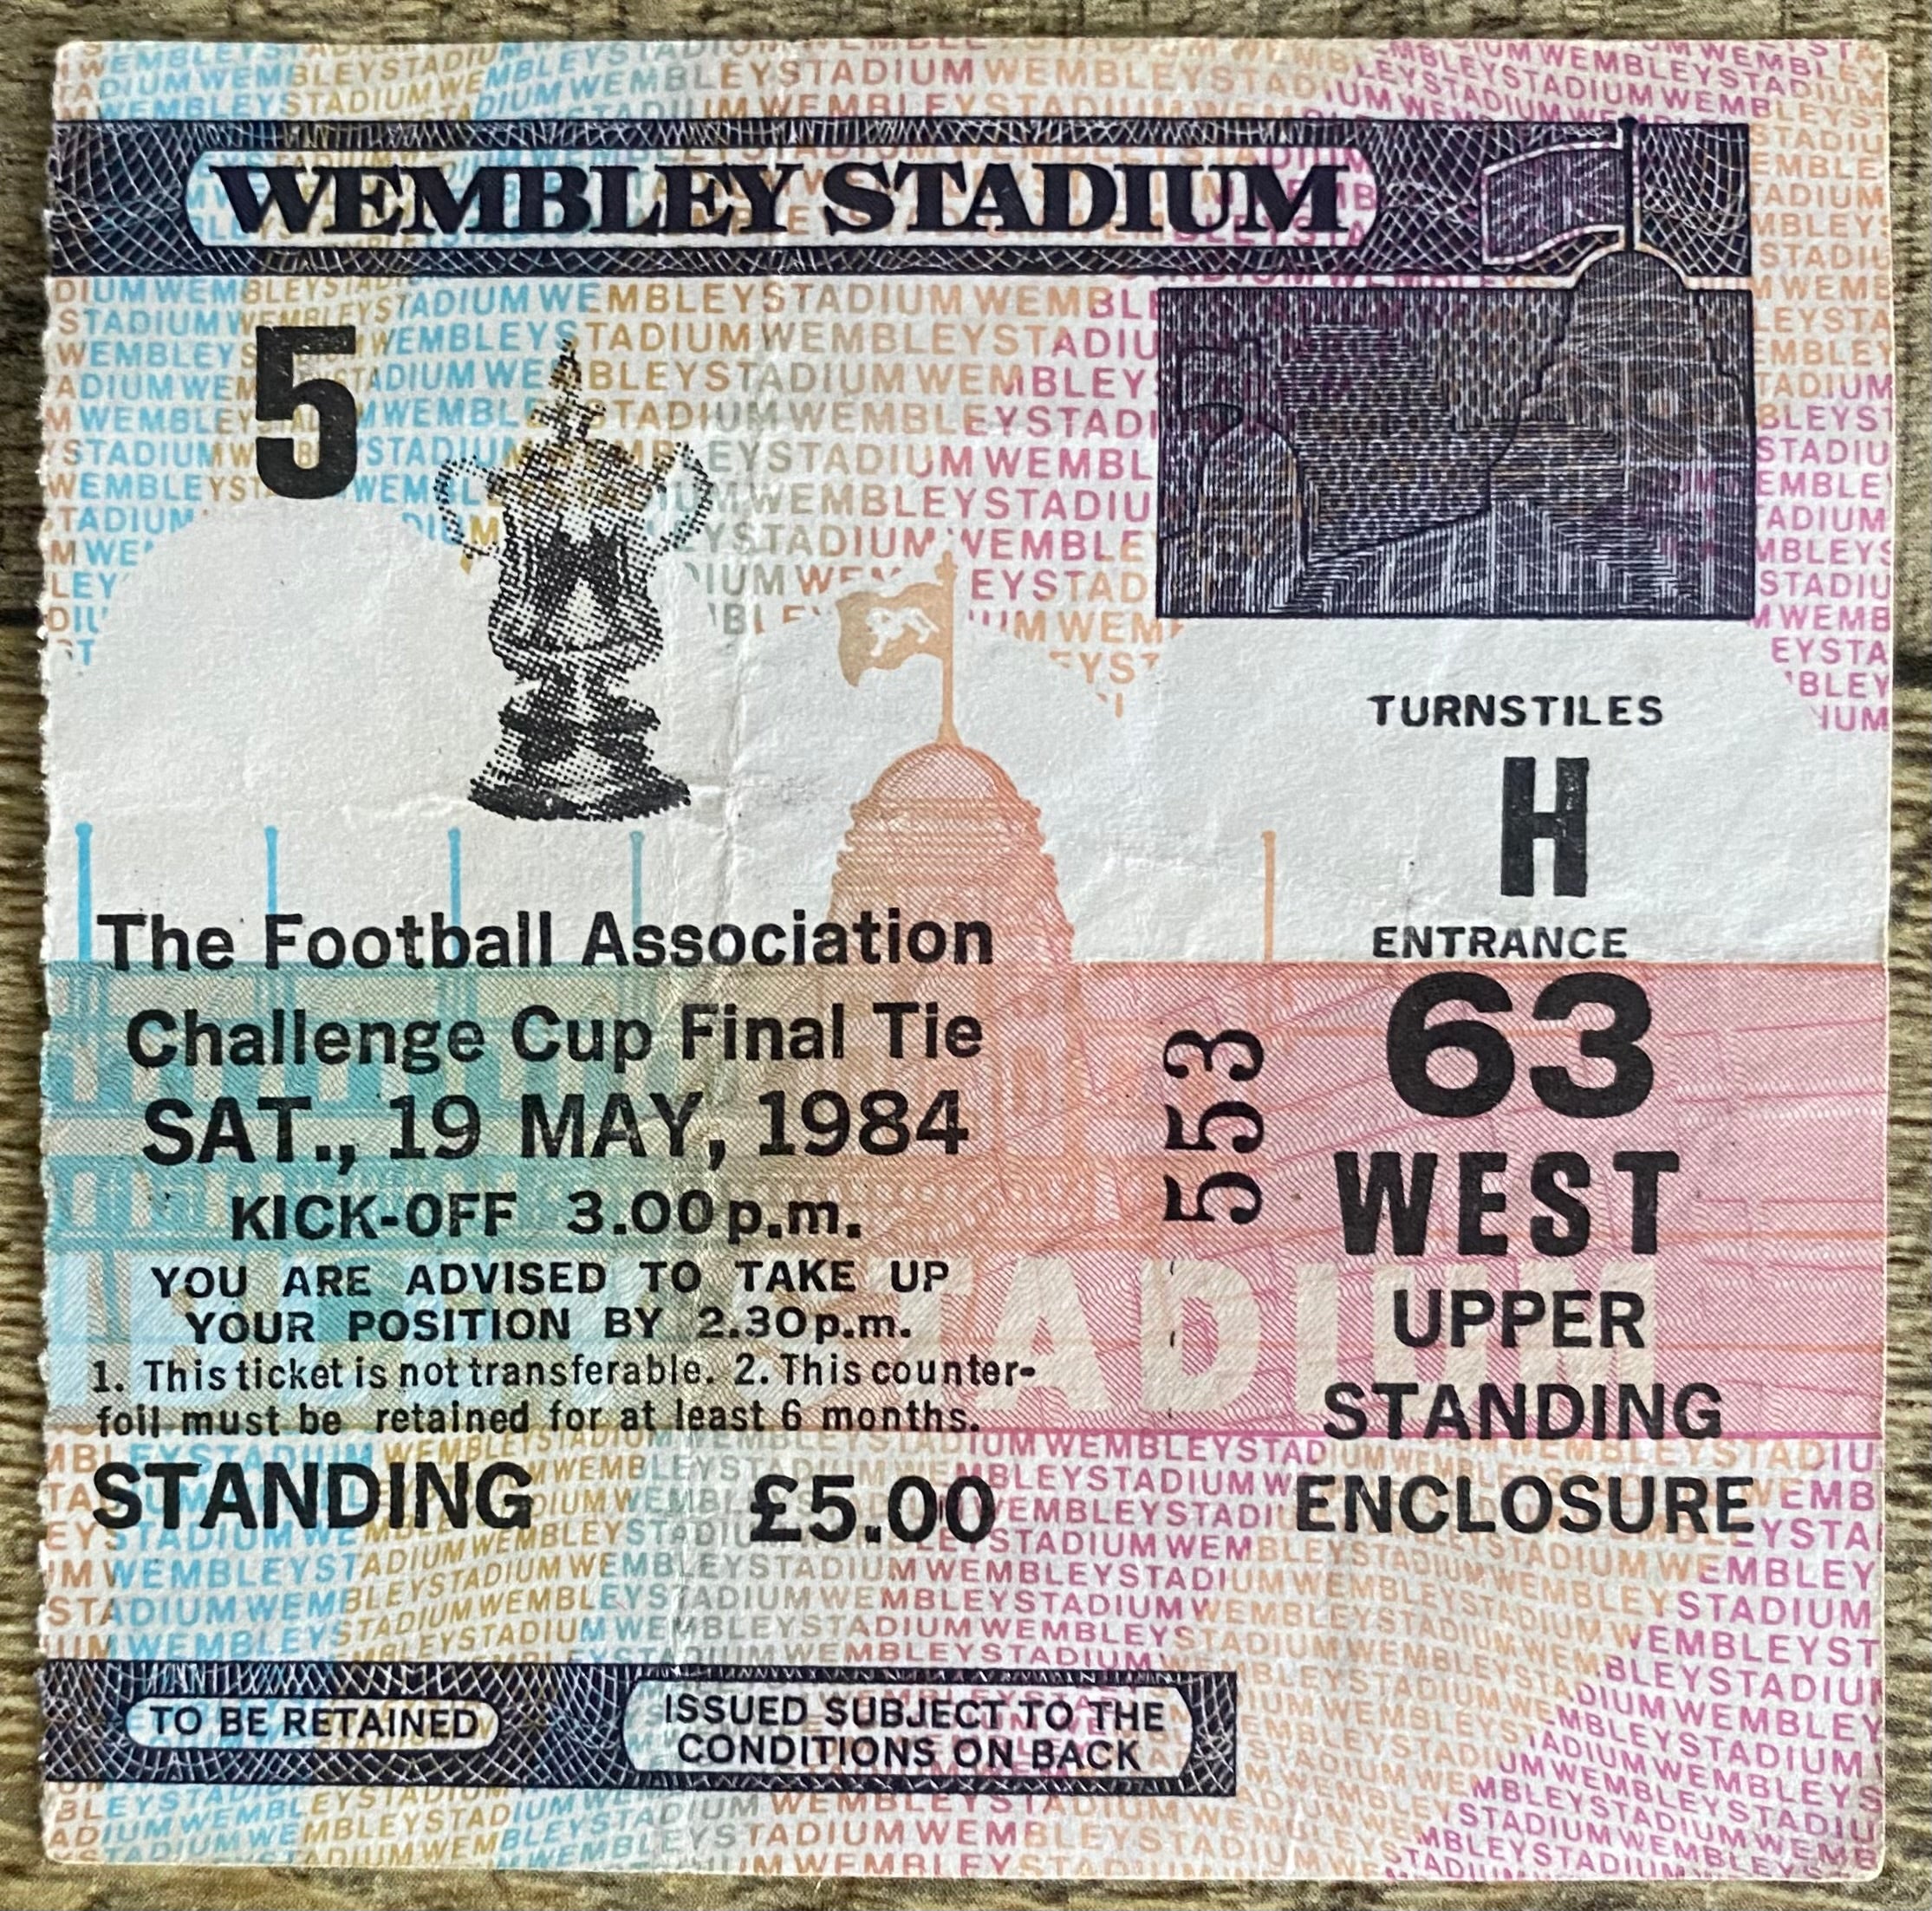 WEMBLEY STADIUM
5
The Football Association
Challenge Cup Final Tie
SAT., 19 MAY, 1984
KICK-OFF 3.00 p.m.
YOU ARE ADVISED TO TAKE UP
YOUR POSITION BY 2.30 p.m.
1. This ticket is not transferable. 2. This counter-
foil must be retained for at least 6 months.
STANDING £5.00
553
TURNSTILES
H
ENTRANCE
63
WEST
UPPER
STANDING
ENCLOSURE
TO BE RETAINED
ISSUED SUBJECT TO THE
CONDITIONS ON BACK